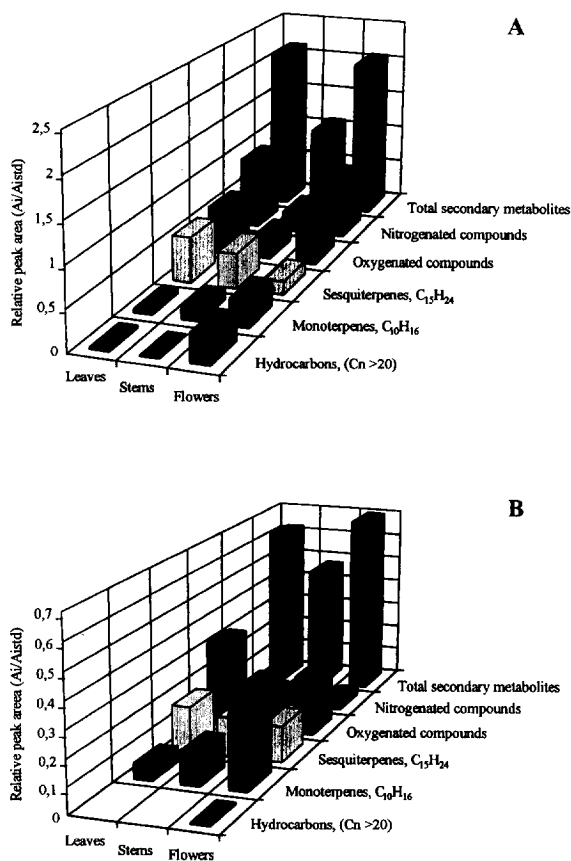 A
Relative peak area (Ai/Aistd)
2,5
2
1,5
1
0,5
0
Leaves
Stems
Flowers
Total secondary metabolites
Nitrogenated compounds
Oxygenated compounds
Sesquiterpenes, C15H24
Monoterpenes, C10H16
Hydrocarbons, (Cn >20)
B
Relative peak areea (Ai/Aistd)
0,7
0,6
0,5
0,4
0,3
0,2
0,1
0
Leaves
Stems
Flowers
Total secondary metabolites
Nitrogenated compounds
Oxygenated compounds
Sesquiterpenes, C15H24
Monoterpenes, C10H16
Hydrocarbons, (Cn >20)